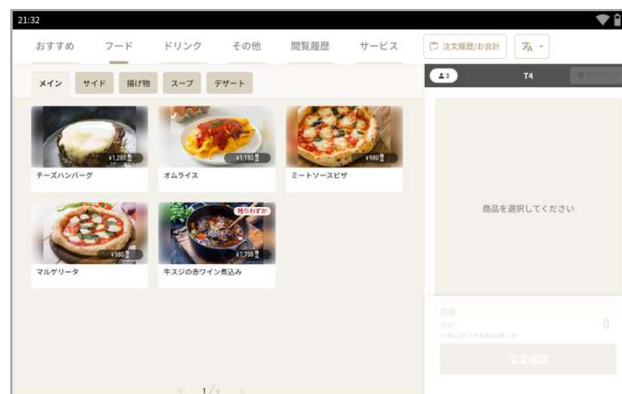 21:32
おすすめ フード ドリンク その他 閲覧履歴 サービス 注文履歴/お会計
メイン サイド 揚げ物 スープ デザート
3 T4
¥1,280 ¥1,180 ¥980
チーズハンバーグ オムライス ミートソースピザ
残りわずか
¥980
マルゲリータ 牛スジの赤ワイン煮込み
商品を選択してください
0
注文確定
1/1